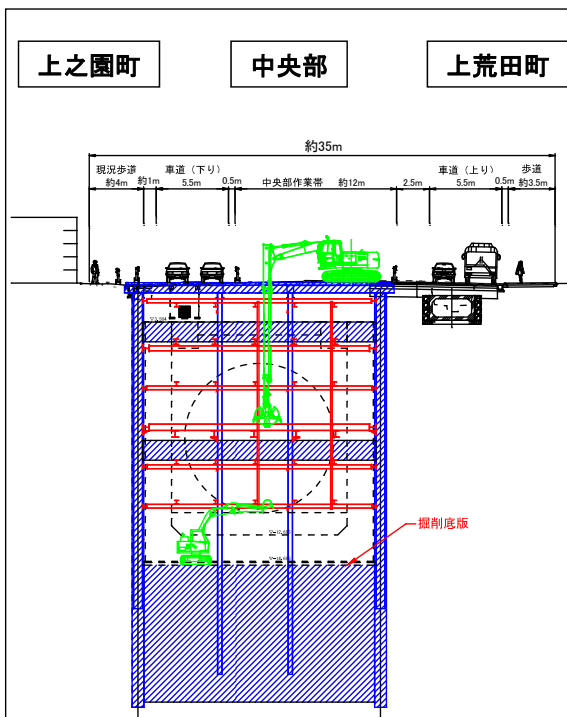 上之園町 中央部 上荒田町
約35m
現況歩道 車道（下り） 車道（上り） 歩道
約4m 約1m 5.5m 0.5m 中央部作業帯 約12m 2.5m 5.5m 0.5m 約3.5m
掘削底版